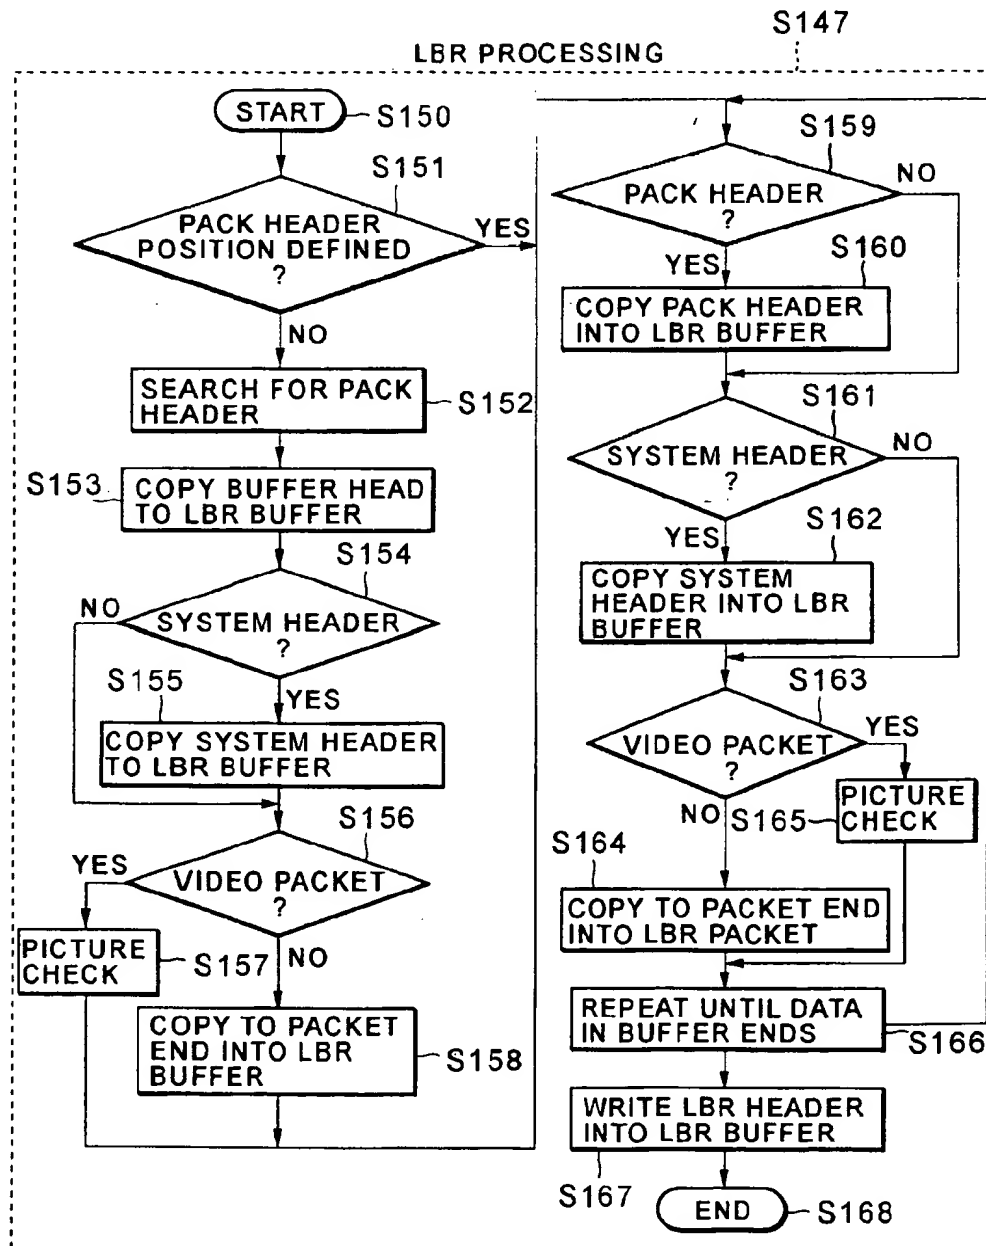 S147
LBR PROCESSING
START
S150
S151
PACK HEADER
POSITION DEFINED
?
YES
NO
SEARCH FOR PACK
HEADER
S152
S153
COPY BUFFER HEAD
TO LBR BUFFER
S154
NO
SYSTEM HEADER
?
S155
YES
COPY SYSTEM HEADER
TO LBR BUFFER
S156
YES
VIDEO PACKET
?
PICTURE
CHECK
S157
NO
COPY TO PACKET
END INTO LBR
BUFFER
S158
S159
NO
PACK HEADER
?
S160
YES
COPY PACK HEADER
INTO LBR BUFFER
S161
NO
SYSTEM HEADER
?
S162
YES
COPY SYSTEM
HEADER INTO LBR
BUFFER
S163
YES
VIDEO PACKET
?
PICTURE
CHECK
S165
NO
S164
COPY TO PACKET END
INTO LBR PACKET
REPEAT UNTIL DATA
IN BUFFER ENDS
S166
WRITE LBR HEADER
INTO LBR BUFFER
S167
END
S168